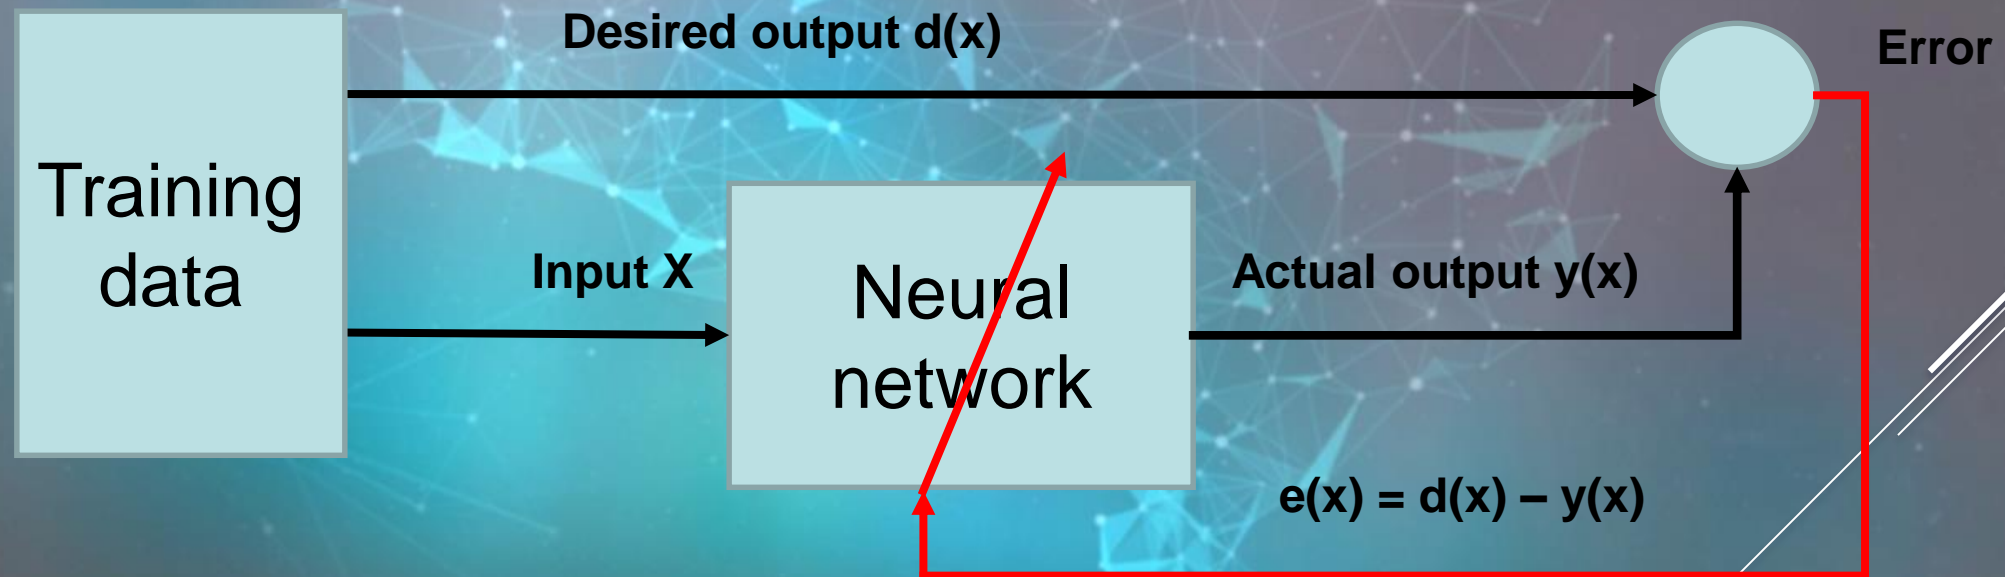 Desired output d(x)
Error
Training
data
Input X
Neural
network
Actual output y(x)
e(x) = d(x) – y(x)